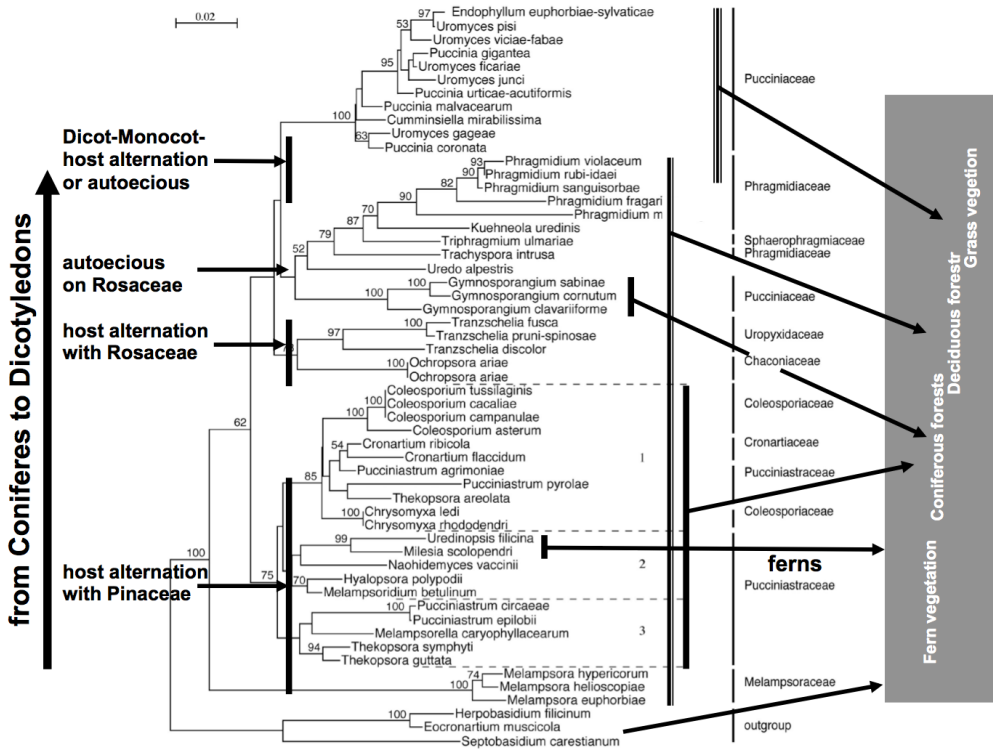 0.02
from Coniferes to Dicotyledons
Dicot-Monocot-
host alternation
or autoecious
autoecious
on Rosaceae
host alternation
with Rosaceae
host alternation
with Pinaceae
97
53
95
100
63
93
90
82
90
70
87
79
52
100
100
100
97
100
62
100
100
54
85
100
99
75
70
100
94
74
100
100
100
Endophyllum euphorbiae-sylvaticae
Uromyces pisi
Uromyces viciae-fabae
Puccinia gigantea
Uromyces ficariae
Uromyces junci
Puccinia urticae-acutiformis
Puccinia malvacearum
Cumminsiella mirabilissima
Uromyces gageae
Puccinia coronata
Phragmidium violaceum
Phragmidium rubi-idaei
Phragmidium sanguisorbae
Phragmidium fragari
Phragmidium m
Kuehneola uredinis
Triphragmium ulmariae
Trachyspora intrusa
Uredo alpestris
Gymnosporangium sabinae
Gymnosporangium cornutum
Gymnosporangium clavariiforme
Tranzschelia fusca
Tranzschelia pruni-spinosae
Tranzschelia discolor
Ochropsora ariae
Ochropsora ariae
Coleosporium tussilaginis
Coleosporium cacaliae
Coleosporium campanulae
Coleosporium asterum
Cronartium ribicola
Cronartium flaccidum
Pucciniastrum agrimoniae
Pucciniastrum pyrolae
Thekopsora areolata
Chrysomyxa ledi
Chrysomyxa rhododendri
Uredinopsis filicina
Milesia scolopendri
Naohidemyces vaccinii
Hyalopsora polypodii
Melampsoridium betulinum
Pucciniastrum circaeae
Pucciniastrum epilobii
Melampsorella caryophyllacearum
Thekopsora symphyti
Thekopsora guttata
Melampsora hypericorum
Melampsora helioscopiae
Melampsora euphorbiae
Herpobasidium filicinum
Eocronartium muscicola
Septobasidium carestianum
1
2
3
Pucciniaceae
Phragmidiaceae
Sphaerophragmiaceae
Phragmidiaceae
Pucciniaceae
Uropyxidaceae
Chaconiaceae
Coleosporiaceae
Cronartiaceae
Pucciniastraceae
Coleosporiaceae
ferns
Pucciniastraceae
Melampsoraceae
outgroup
Fern vegetation
Coniferous forests
Deciduous forestr
Grass vegetion